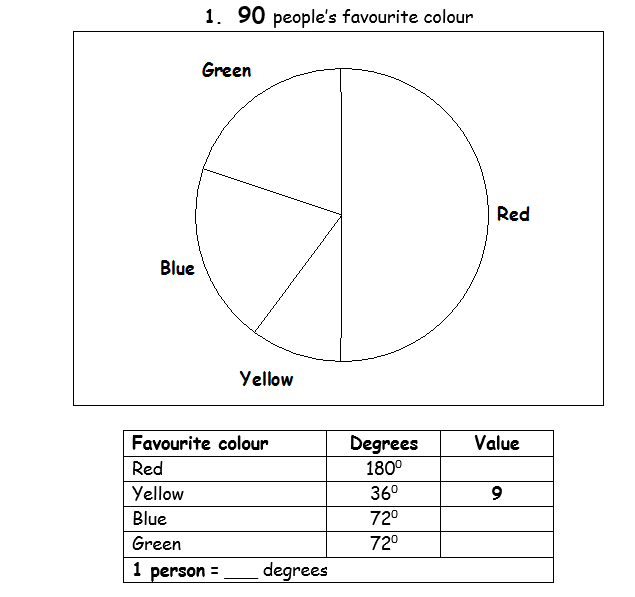 1. 90 people's favourite colour
Green
Red
Blue
Yellow
Favourite colour Degrees Value
Red 180⁰
Yellow 36⁰ 9
Blue 72⁰
Green 72⁰
1 person = ___ degrees